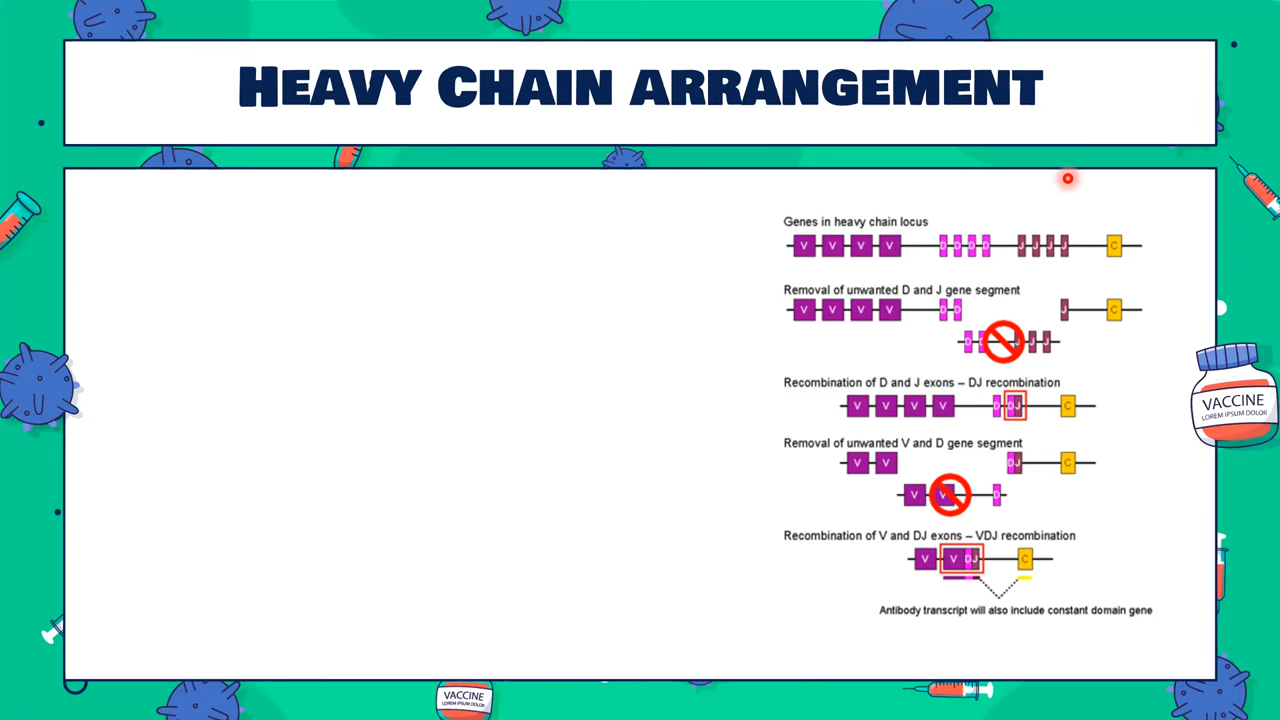 HEAVY CHAIN ARRANGEMENT
Genes in heavy chain locus
V V V V D D D D J J J J C
Removal of unwanted D and J gene segment
V V V V D D J C
D J J
Recombination of D and J exons – DJ recombination
V V V V D DJ C
Removal of unwanted V and D gene segment
V V DJ C
V V D
Recombination of V and DJ exons – VDJ recombination
V V DJ C
Antibody transcript will also include constant domain gene
VACCINE
LOREM IPSUM DOLOR
VACCINE
LOREM IPSUM DOLOR